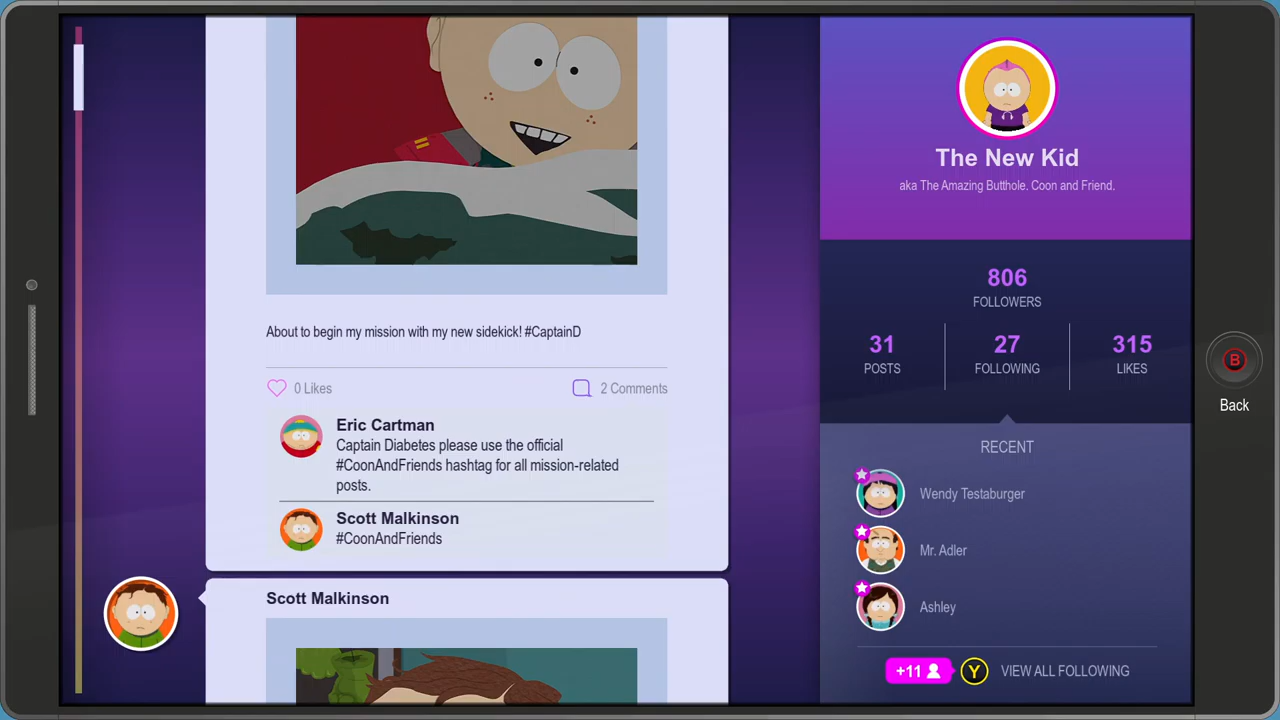 About to begin my mission with my new sidekick! #CaptainD
0 Likes
2 Comments
Eric Cartman
Captain Diabetes please use the official
#CoonAndFriends hashtag for all mission-related
posts.
Scott Malkinson
#CoonAndFriends
Scott Malkinson
The New Kid
aka The Amazing Butthole. Coon and Friend.
806
FOLLOWERS
31
POSTS
27
FOLLOWING
315
LIKES
RECENT
Wendy Testaburger
Mr. Adler
Ashley
+11
Y
VIEW ALL FOLLOWING
B
Back